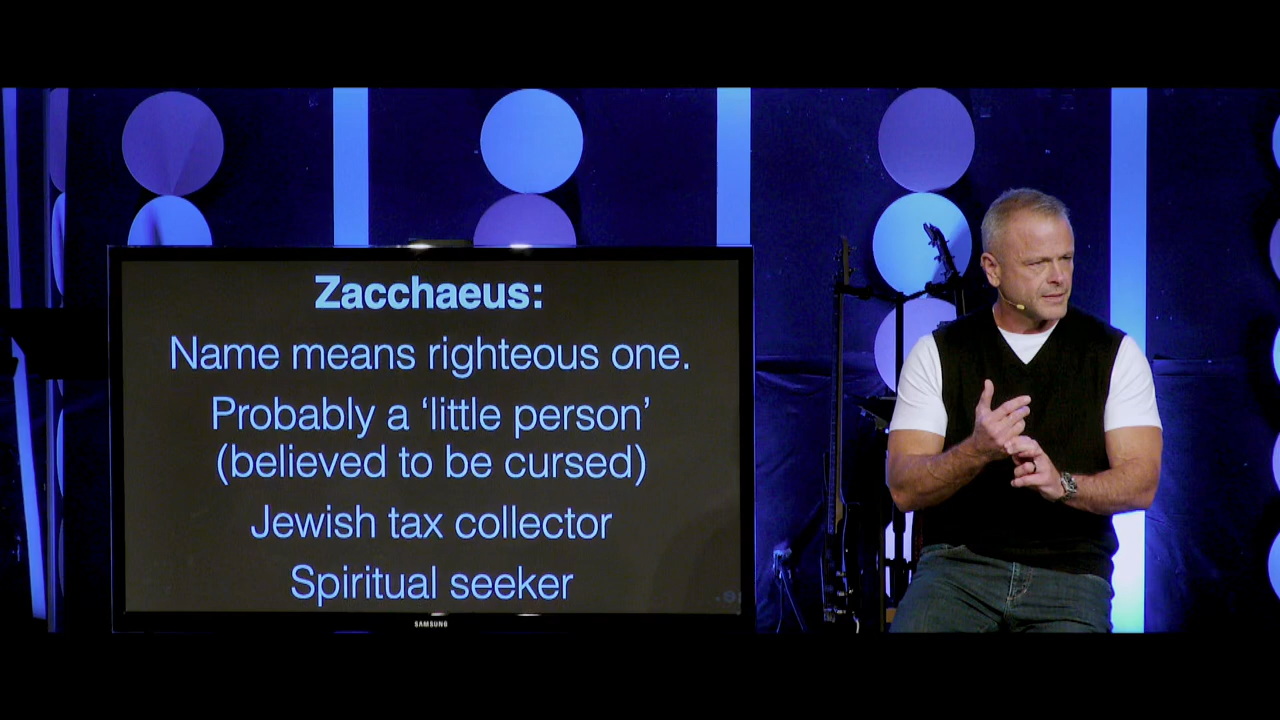 Zacchaeus:
Name means righteous one.
Probably a ‘little person’
(believed to be cursed)
Jewish tax collector
Spiritual seeker
SAMSUNG